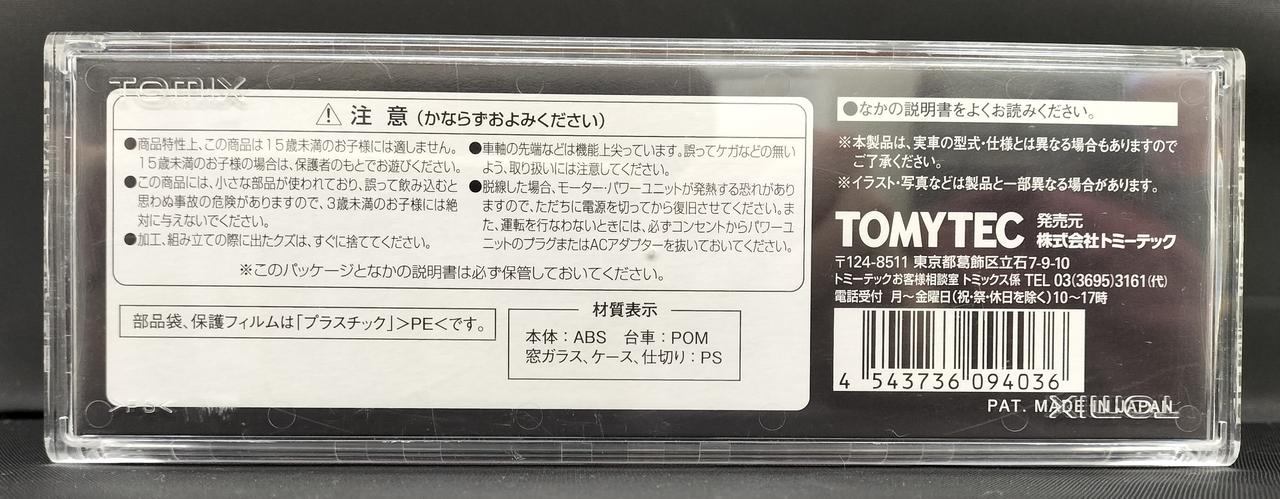 TOMIX
⚠ 注 意 (かならずおよみください)
●商品特性上、この商品は15歳未満のお子様には適しません。
15歳未満のお子様の場合は、保護者のもとでお遊びください。
●この商品には、小さな部品が使われており、誤って飲み込むと
思わぬ事故の危険がありますので、3歳未満のお子様には絶
対に与えないでください。
●加工、組み立ての際に出たクズは、すぐに捨ててください。
●車軸の先端などは機能上尖っています。誤ってケガなどの無い
よう、取り扱いには注意してください。
●脱線した場合、モーター・パワーユニットが発熱する恐れがあり
ますので、ただちに電源を切ってから復旧させてください。ま
た、運転を行なわないときには、必ずコンセントからパワーユ
ニットのプラグまたはACアダプターを抜いておいてください。
※このパッケージとなかの説明書は必ず保管しておいてください。
部品袋、保護フィルムは「プラスチック」>PE<です。
材質表示
本体:ABS 台車:POM
窓ガラス、ケース、仕切り:PS
>PS<
●なかの説明書をよくお読みください。
※本製品は、実車の型式・仕様とは異なる場合もありますので
ご了承ください。
※イラスト・写真などは製品と一部異なる場合があります。
TOMYTEC 発売元
株式会社トミーテック
〒124-8511 東京都葛飾区立石7-9-10
トミーテックお客様相談室 トミックス係 TEL 03(3695)3161(代)
電話受付 月~金曜日(祝・祭・休日を除く)10~17時
4 543736 094036
PAT. MADE IN JAPAN
TOMIX